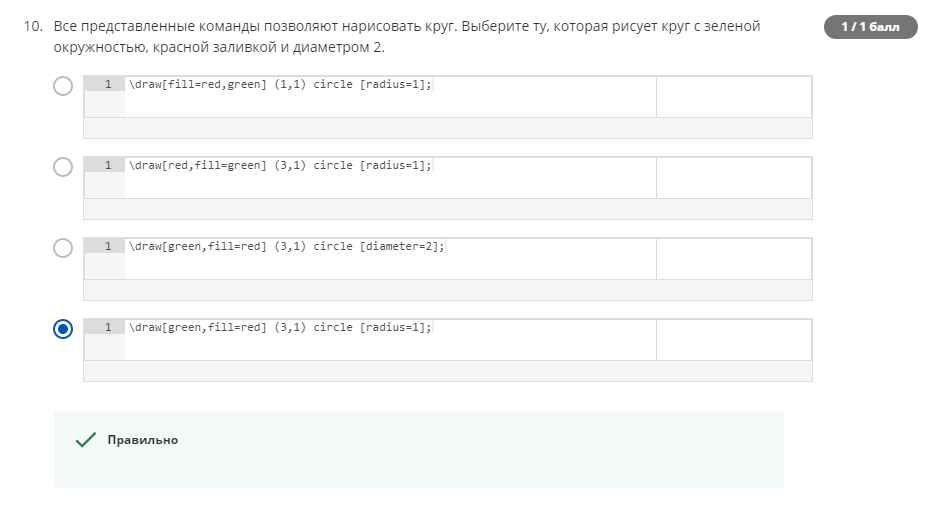 10. Все представленные команды позволяют нарисовать круг. Выберите ту, которая рисует круг с зеленой
1 / 1 балл
окружностью, красной заливкой и диаметром 2.
1 \draw[fill=red,green] (1,1) circle [radius=1];
1 \draw[red,fill=green] (3,1) circle [radius=1];
1 \draw[green,fill=red] (3,1) circle [diameter=2];
1 \draw[green,fill=red] (3,1) circle [radius=1];
Правильно